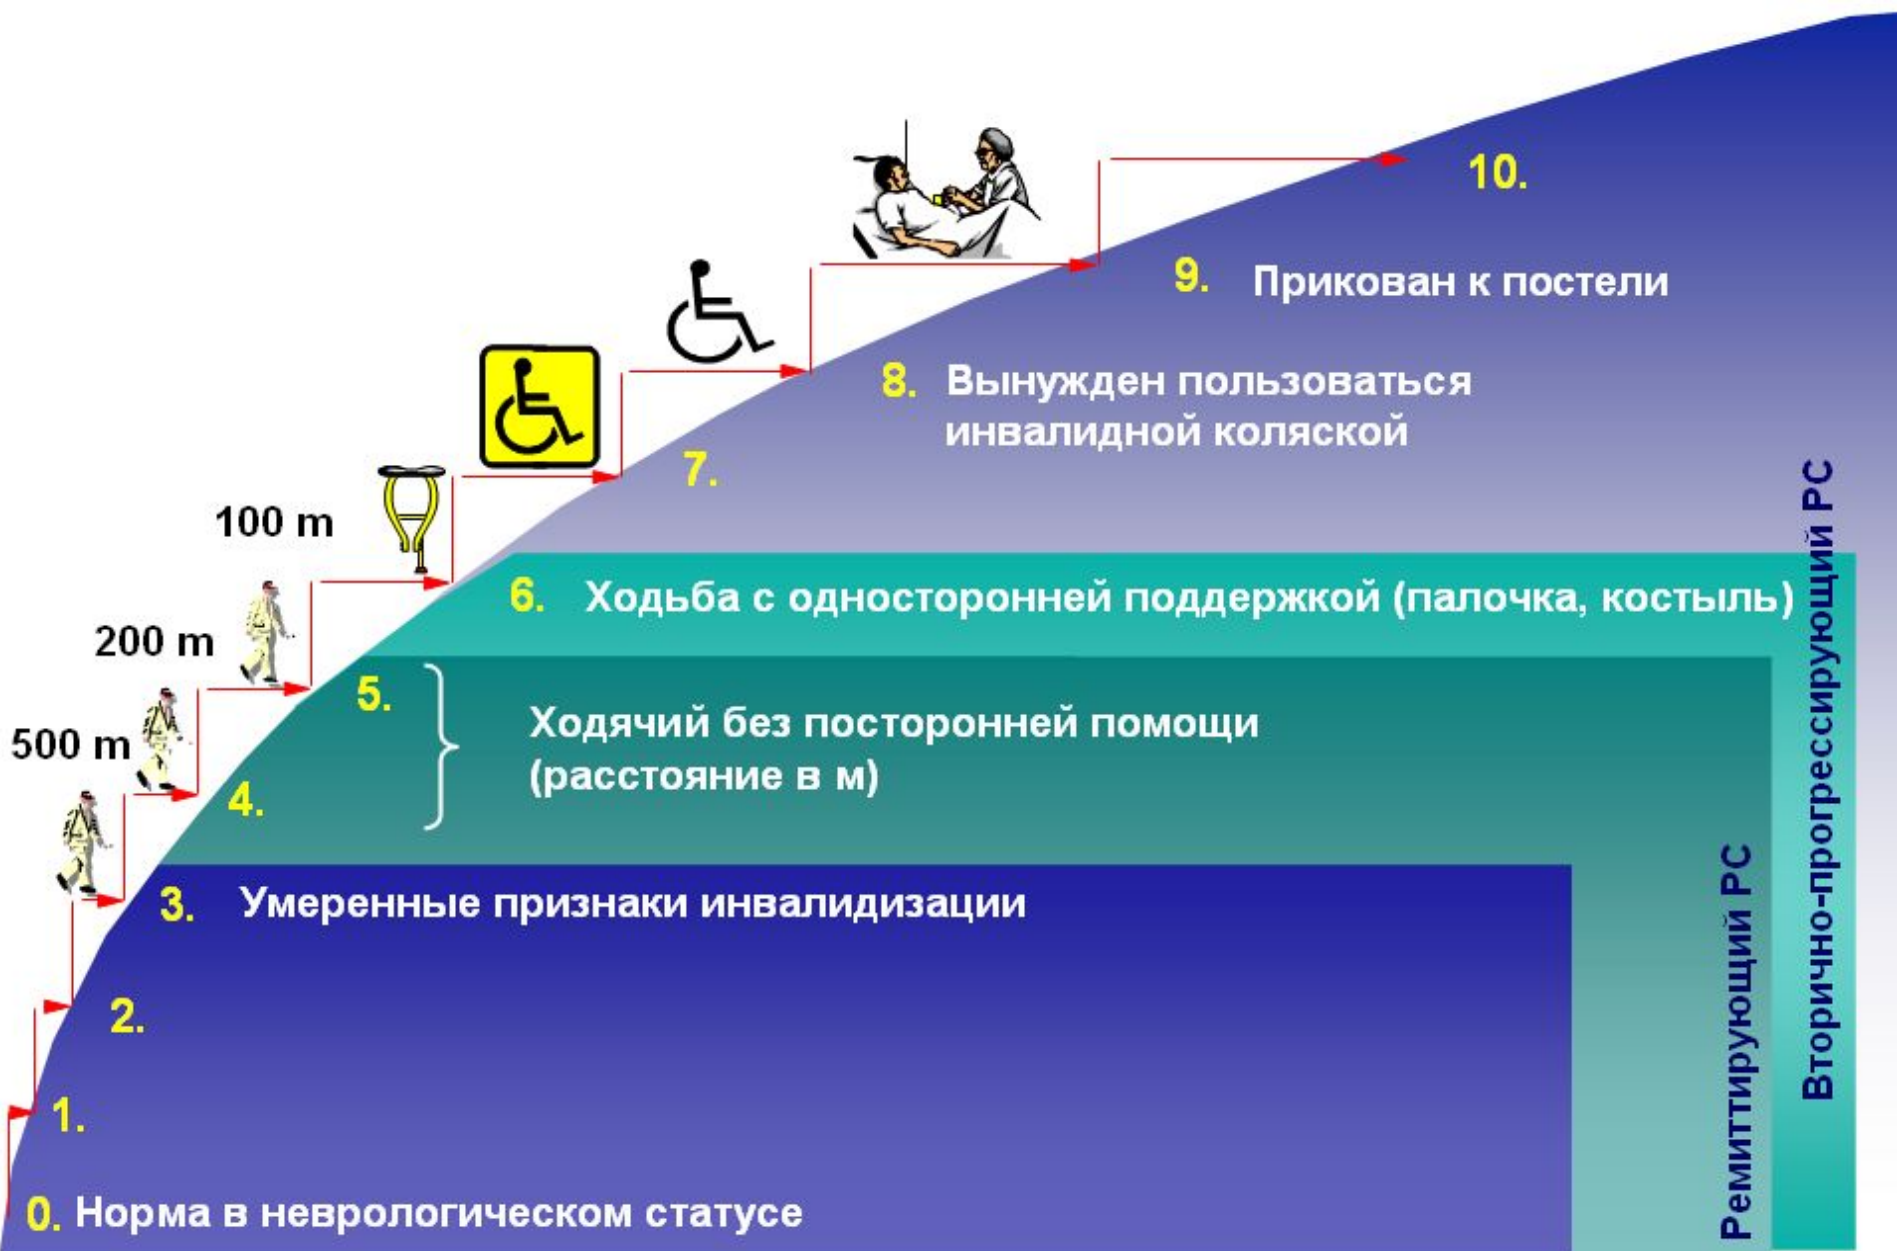 10.
9. Прикован к постели
8. Вынужден пользоваться
инвалидной коляской
7.
100 m
6. Ходьба с односторонней поддержкой (палочка, костыль)
200 m
5.
Ходячий без посторонней помощи
(расстояние в м)
500 m
4.
3. Умеренные признаки инвалидизации
2.
1.
0. Норма в неврологическом статусе
Ремиттирующий РС
Вторично-прогрессирующий РС